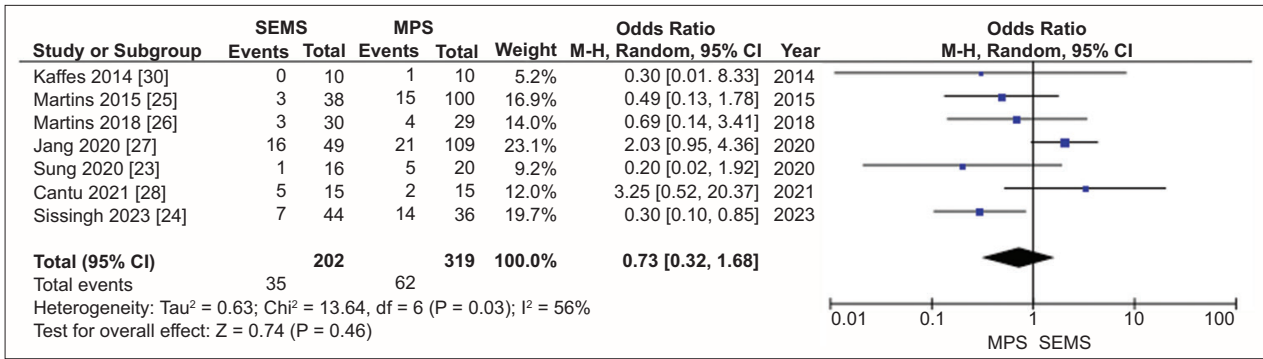 SEMS MPS Odds Ratio Odds Ratio
Study or Subgroup Events Total Events Total Weight M-H, Random, 95% CI Year M-H, Random, 95% CI
Kaffes 2014 [30] 0 10 1 10 5.2% 0.30 [0.01. 8.33] 2014
Martins 2015 [25] 3 38 15 100 16.9% 0.49 [0.13, 1.78] 2015
Martins 2018 [26] 3 30 4 29 14.0% 0.69 [0.14, 3.41] 2018
Jang 2020 [27] 16 49 21 109 23.1% 2.03 [0.95, 4.36] 2020
Sung 2020 [23] 1 16 5 20 9.2% 0.20 [0.02, 1.92] 2020
Cantu 2021 [28] 5 15 2 15 12.0% 3.25 [0.52, 20.37] 2021
Sissingh 2023 [24] 7 44 14 36 19.7% 0.30 [0.10, 0.85] 2023
Total (95% CI) 202 319 100.0% 0.73 [0.32, 1.68]
Total events 35 62
Heterogeneity: Tau² = 0.63; Chi² = 13.64, df = 6 (P = 0.03); I² = 56%
Test for overall effect: Z = 0.74 (P = 0.46)
0.01 0.1 1 10 100
MPS SEMS